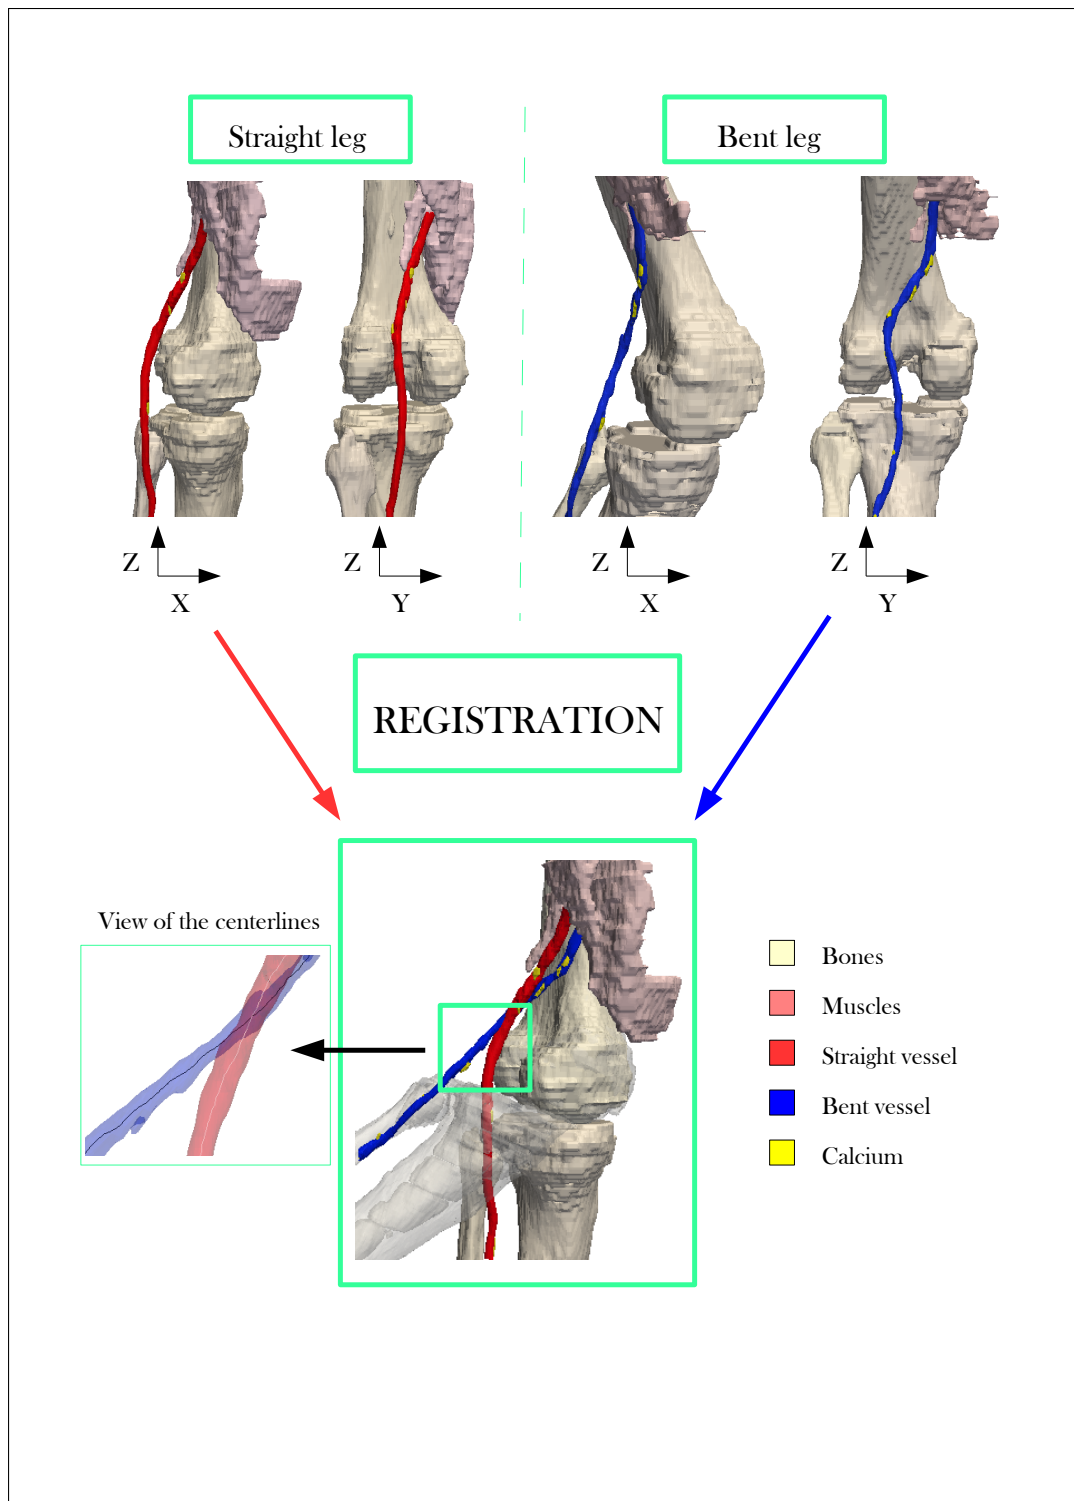 Straight leg
Bent leg
Z
X
Z
Y
Z
X
Z
Y
REGISTRATION
View of the centerlines
Bones
Muscles
Straight vessel
Bent vessel
Calcium